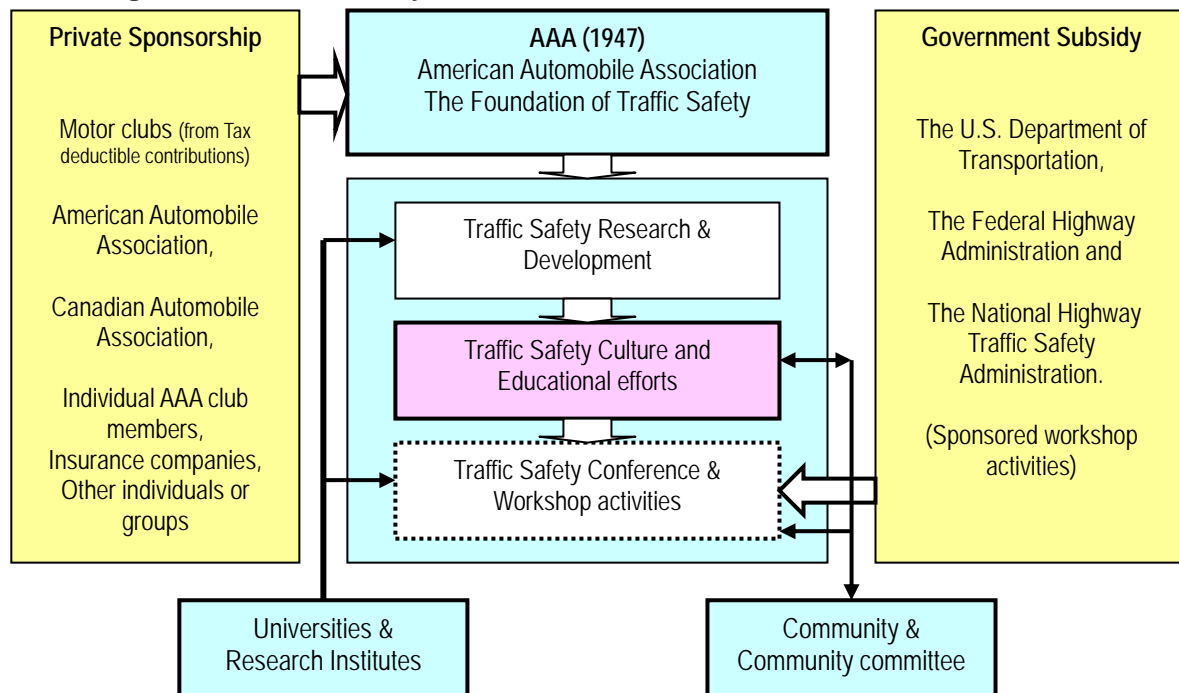 Private Sponsorship
Motor clubs (from Tax
deductible contributions)
American Automobile
Association,
Canadian Automobile
Association,
Individual AAA club
members,
Insurance companies,
Other individuals or
groups
AAA (1947)
American Automobile Association
The Foundation of Traffic Safety
Traffic Safety Research &
Development
Traffic Safety Culture and
Educational efforts
Traffic Safety Conference &
Workshop activities
Government Subsidy
The U.S. Department of
Transportation,
The Federal Highway
Administration and
The National Highway
Traffic Safety
Administration.
(Sponsored workshop
activities)
Universities &
Research Institutes
Community &
Community committee